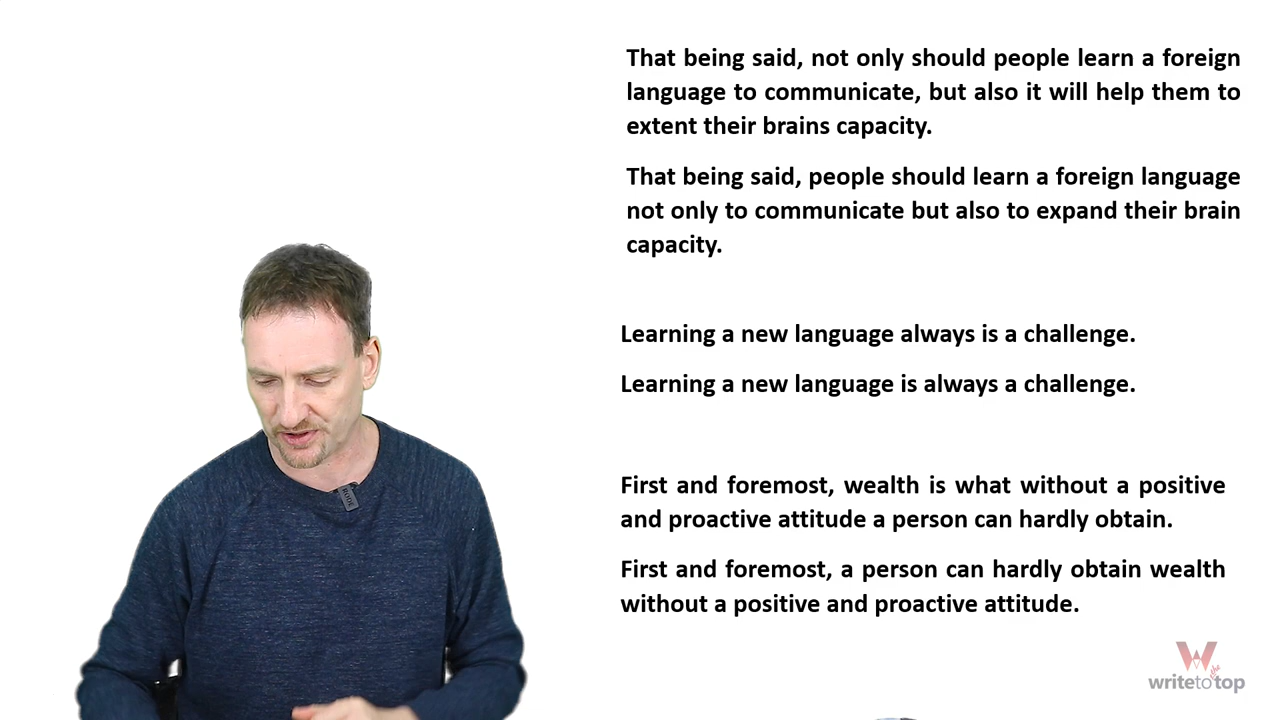 That being said, not only should people learn a foreign
language to communicate, but also it will help them to
extent their brains capacity.
That being said, people should learn a foreign language
not only to communicate but also to expand their brain
capacity.
Learning a new language always is a challenge.
Learning a new language is always a challenge.
First and foremost, wealth is what without a positive
and proactive attitude a person can hardly obtain.
First and foremost, a person can hardly obtain wealth
without a positive and proactive attitude.
RODE
W
the
writetotop